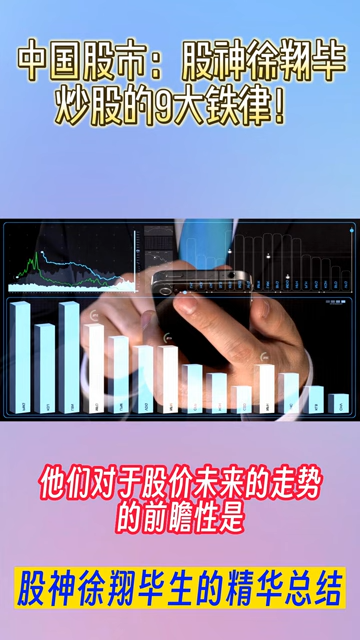 中国股市：股神徐翔毕
炒股的9大铁律！
他们对于股价未来的走势
的前瞻性是
股神徐翔毕生的精华总结